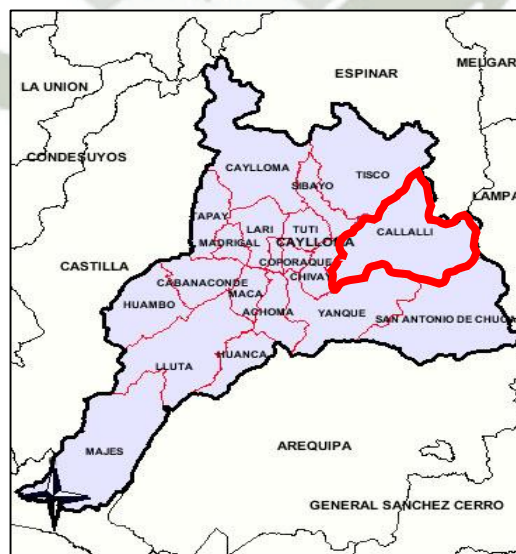 MELGAR
ESPINAR
LA UNION
CONDESUYOS
CAYLLOMA
TISCO
SIBAYO
LAMPA
TAPAY
LARI
TUTI
CALLALLI
MADRIGAL
CAYLLOMA
CASTILLA
COPORAQUE
CHIVAY
CABANACONDE
MACA
HUAMBO
ACHOMA
YANQUE
SAN ANTONIO DE CHUCA
HUANCA
LLUTA
MAJES
AREQUIPA
GENERAL SANCHEZ CERRO